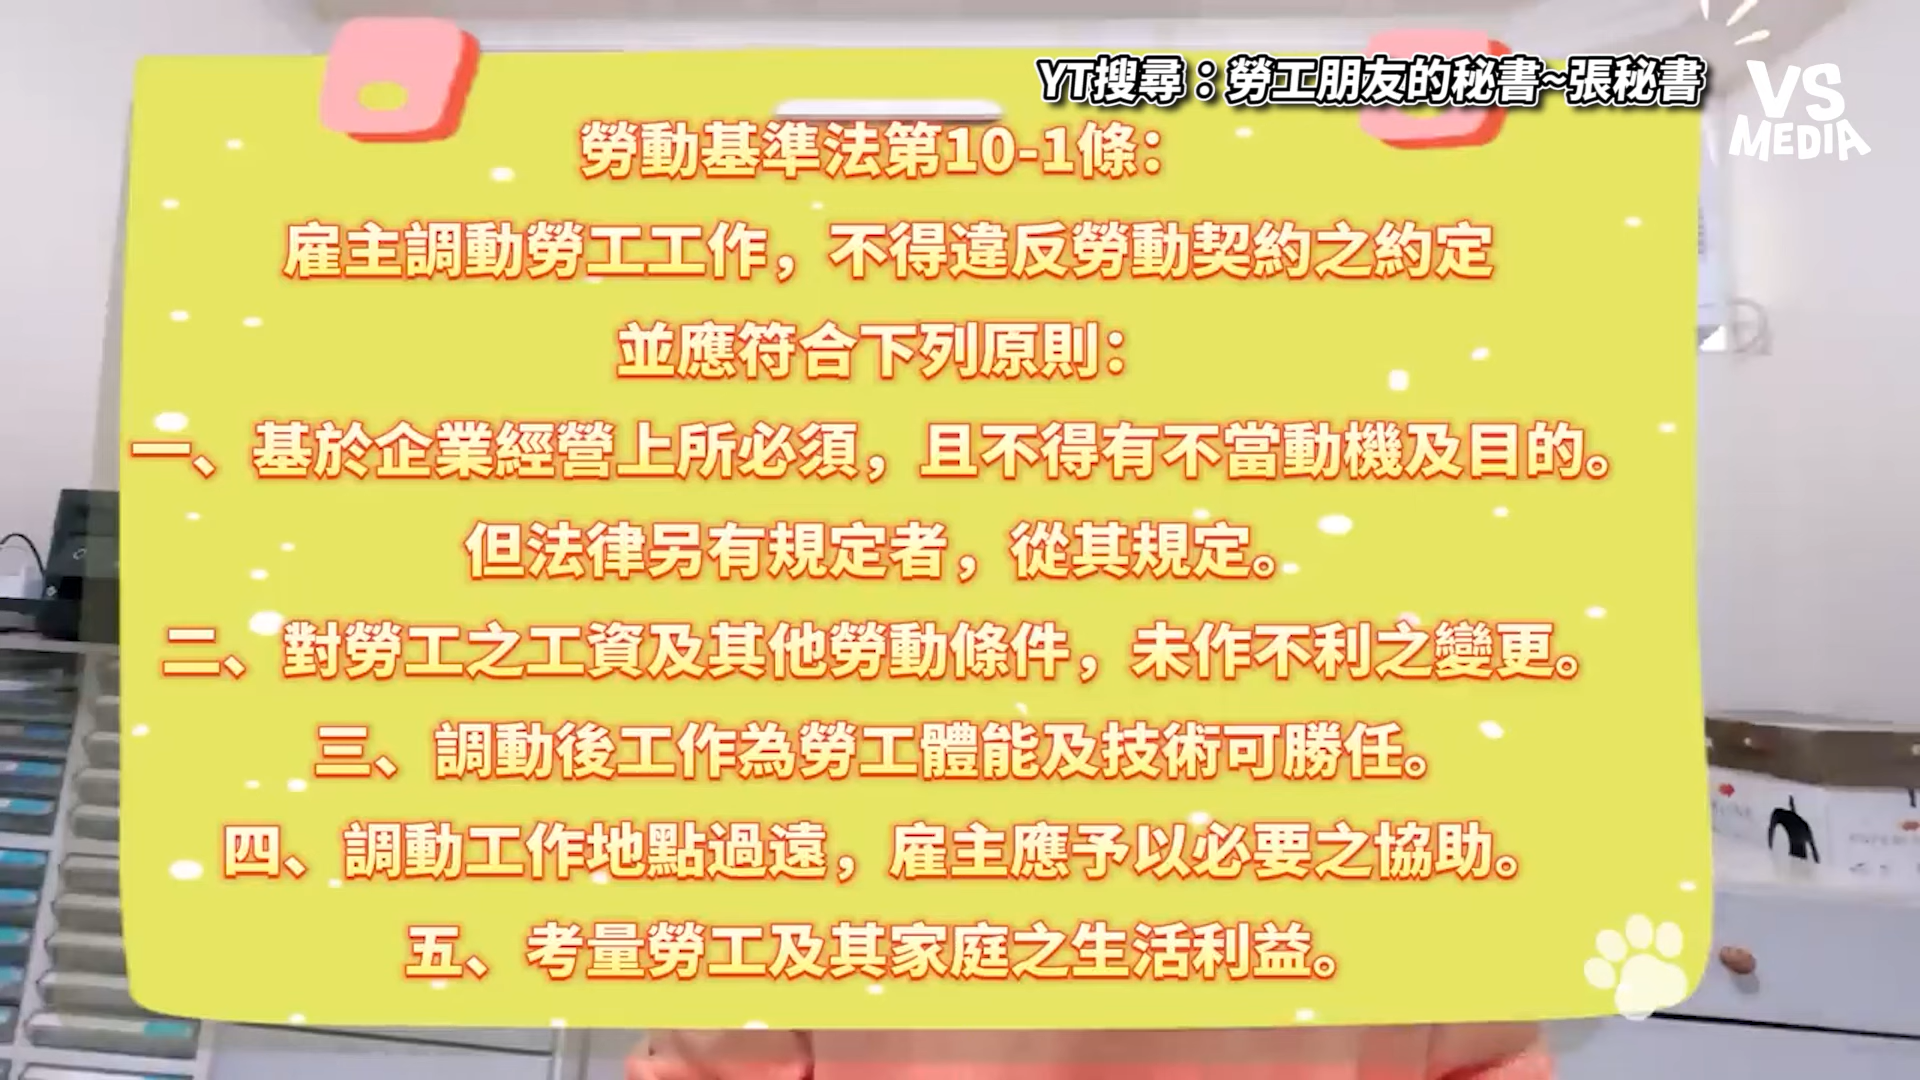 YT搜尋：勞工朋友的秘書~張秘書
VS
MEDIA
勞動基準法第10-1條：
雇主調動勞工工作，不得違反勞動契約之約定
並應符合下列原則：
一、基於企業經營上所必須，且不得有不當動機及目的。
但法律另有規定者，從其規定。
二、對勞工之工資及其他勞動條件，未作不利之變更。
三、調動後工作為勞工體能及技術可勝任。
四、調動工作地點過遠，雇主應予以必要之協助。
五、考量勞工及其家庭之生活利益。